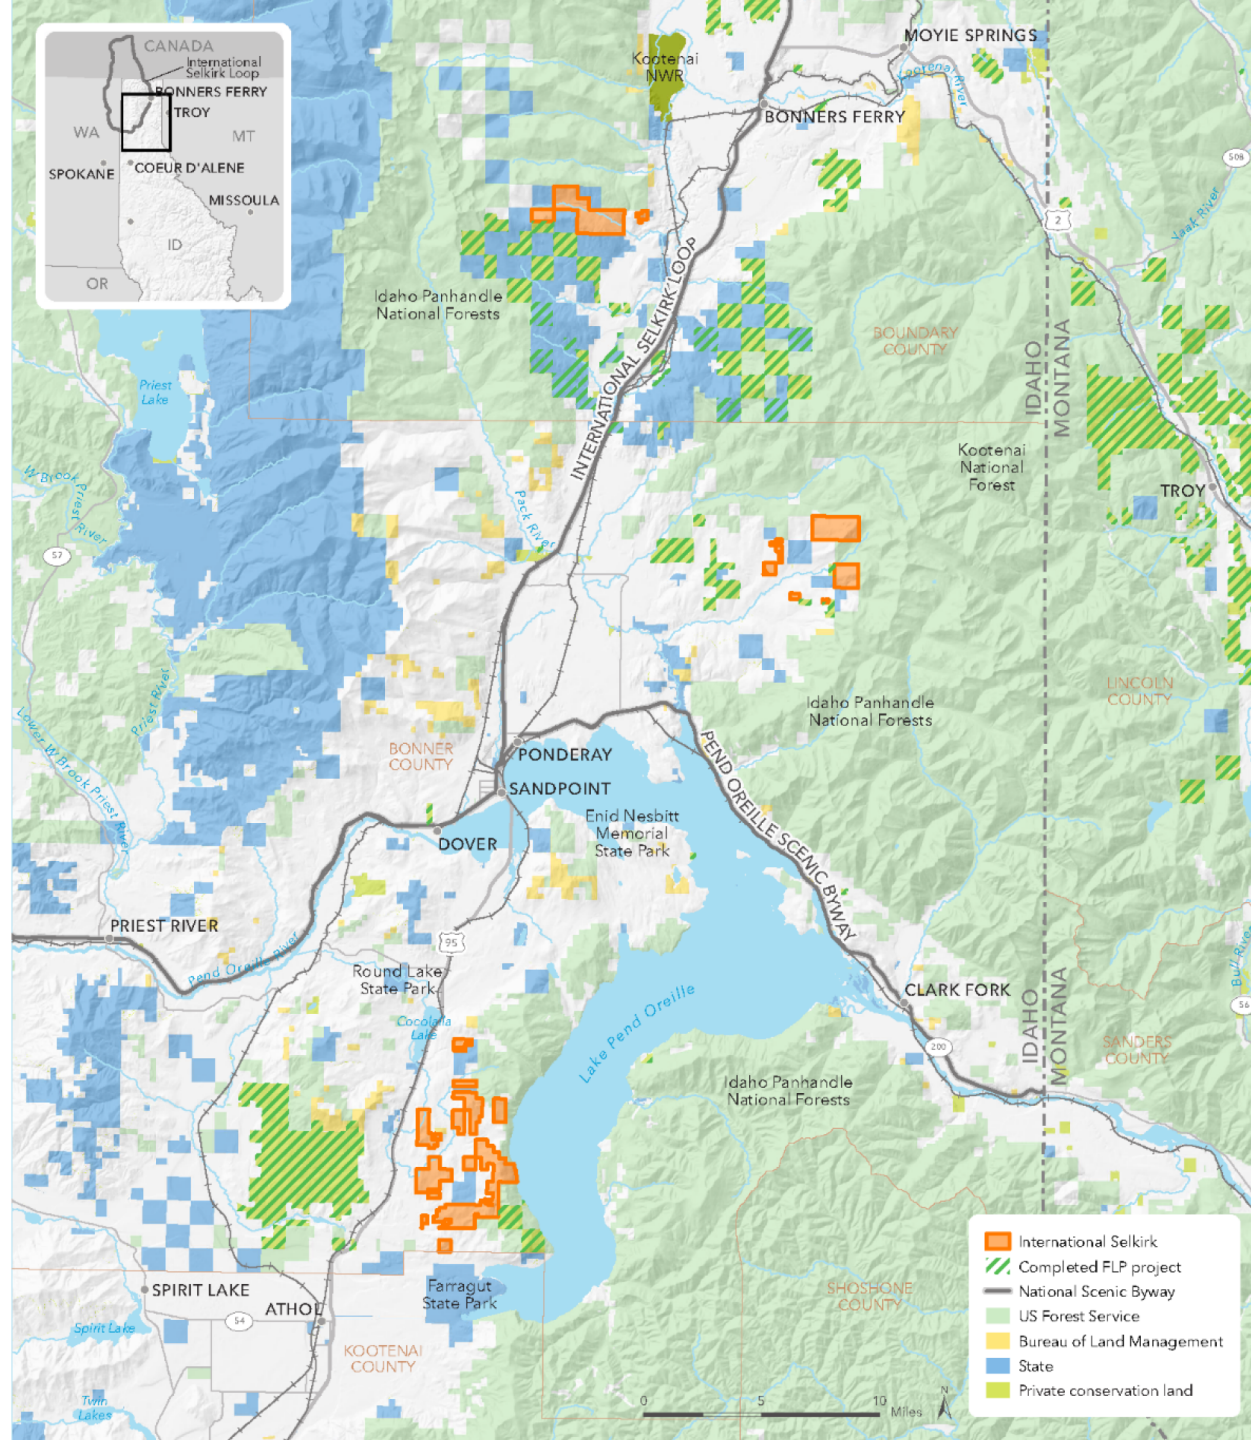 CANADA
International
Selkirk Loop
BONNERS FERRY
TROY
WA
MT
SPOKANE
COEUR D'ALENE
MISSOULA
ID
OR
Kootenai
NWR
MOYIE SPRINGS
Kootenai River
BONNERS FERRY
508
2
Yaak River
Idaho Panhandle
National Forests
INTERNATIONAL SELKIRK LOOP
BOUNDARY
COUNTY
IDAHO
MONTANA
Priest
Lake
Kootenai
National
Forest
TROY
W Brook Priest
River
57
Pack River
Priest River
Lower W Brook Priest River
Idaho Panhandle
National Forests
LINCOLN
COUNTY
BONNER
COUNTY
PONDERAY
SANDPOINT
PEND OREILLE SCENIC BYWAY
Enid Nesbitt
Memorial
State Park
DOVER
PRIEST RIVER
Pend Oreille River
95
Round Lake
State Park
Cocolalla
Lake
Lake Pend Oreille
CLARK FORK
Bull River
56
200
IDAHO
MONTANA
SANDERS
COUNTY
Idaho Panhandle
National Forests
SPIRIT LAKE
ATHOL
Farragut
State Park
SHOSHONE
COUNTY
Spirit Lake
54
KOOTENAI
COUNTY
Twin
Lakes
International Selkirk
Completed FLP project
National Scenic Byway
US Forest Service
Bureau of Land Management
State
Private conservation land
0 5 10
Miles
N